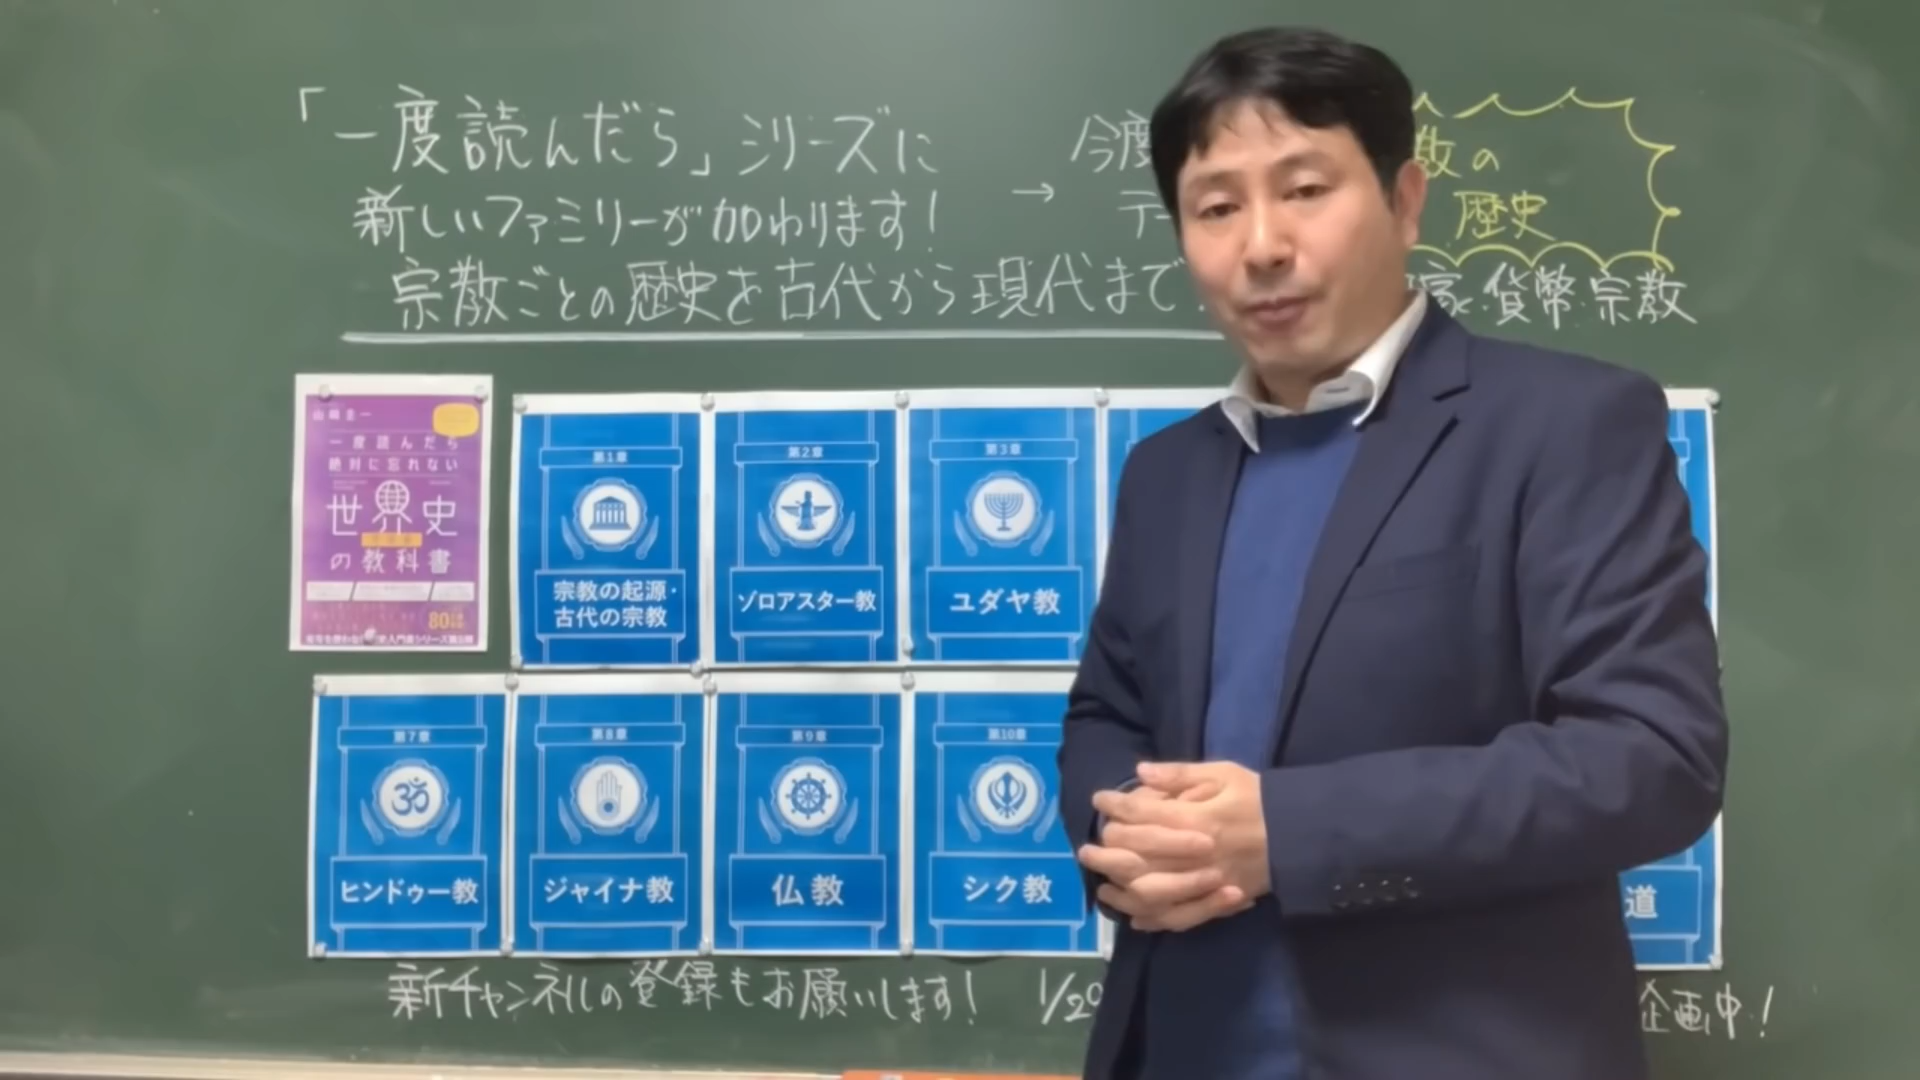 「一度読んだら」シリーズに
新しいファミリーが加わります!
宗教ごとの歴史を古代から現代まで
→ 今度
テー
教の
歴史
家・貨幣・宗教
山﨑圭一
一度読んだら
絶対に忘れない
世界史
の教科書
80
第1章
宗教の起源・
古代の宗教
第2章
ゾロアスター教
第3章
ユダヤ教
第7章
ヒンドゥー教
第8章
ジャイナ教
第9章
仏教
第10章
シク教
道
新チャンネルの登録もお願いします! 1/20
企画中!